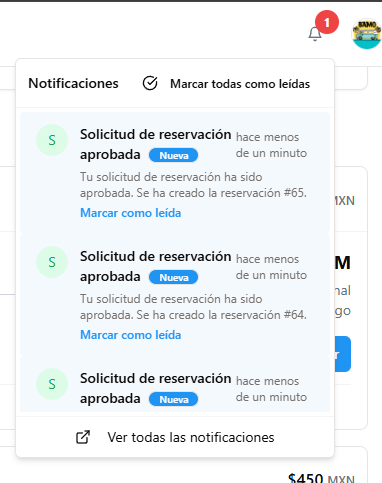 1
BAMO
Notificaciones
Marcar todas como leídas
S
Solicitud de reservación
aprobada Nueva
hace menos
de un minuto
Tu solicitud de reservación ha sido
aprobada. Se ha creado la reservación #65.
Marcar como leída
MXN
S
Solicitud de reservación
aprobada Nueva
hace menos
de un minuto
Tu solicitud de reservación ha sido
aprobada. Se ha creado la reservación #64.
Marcar como leída
M
nal
go
r
S
Solicitud de reservación
aprobada Nueva
hace menos
de un minuto
Ver todas las notificaciones
$450 MXN